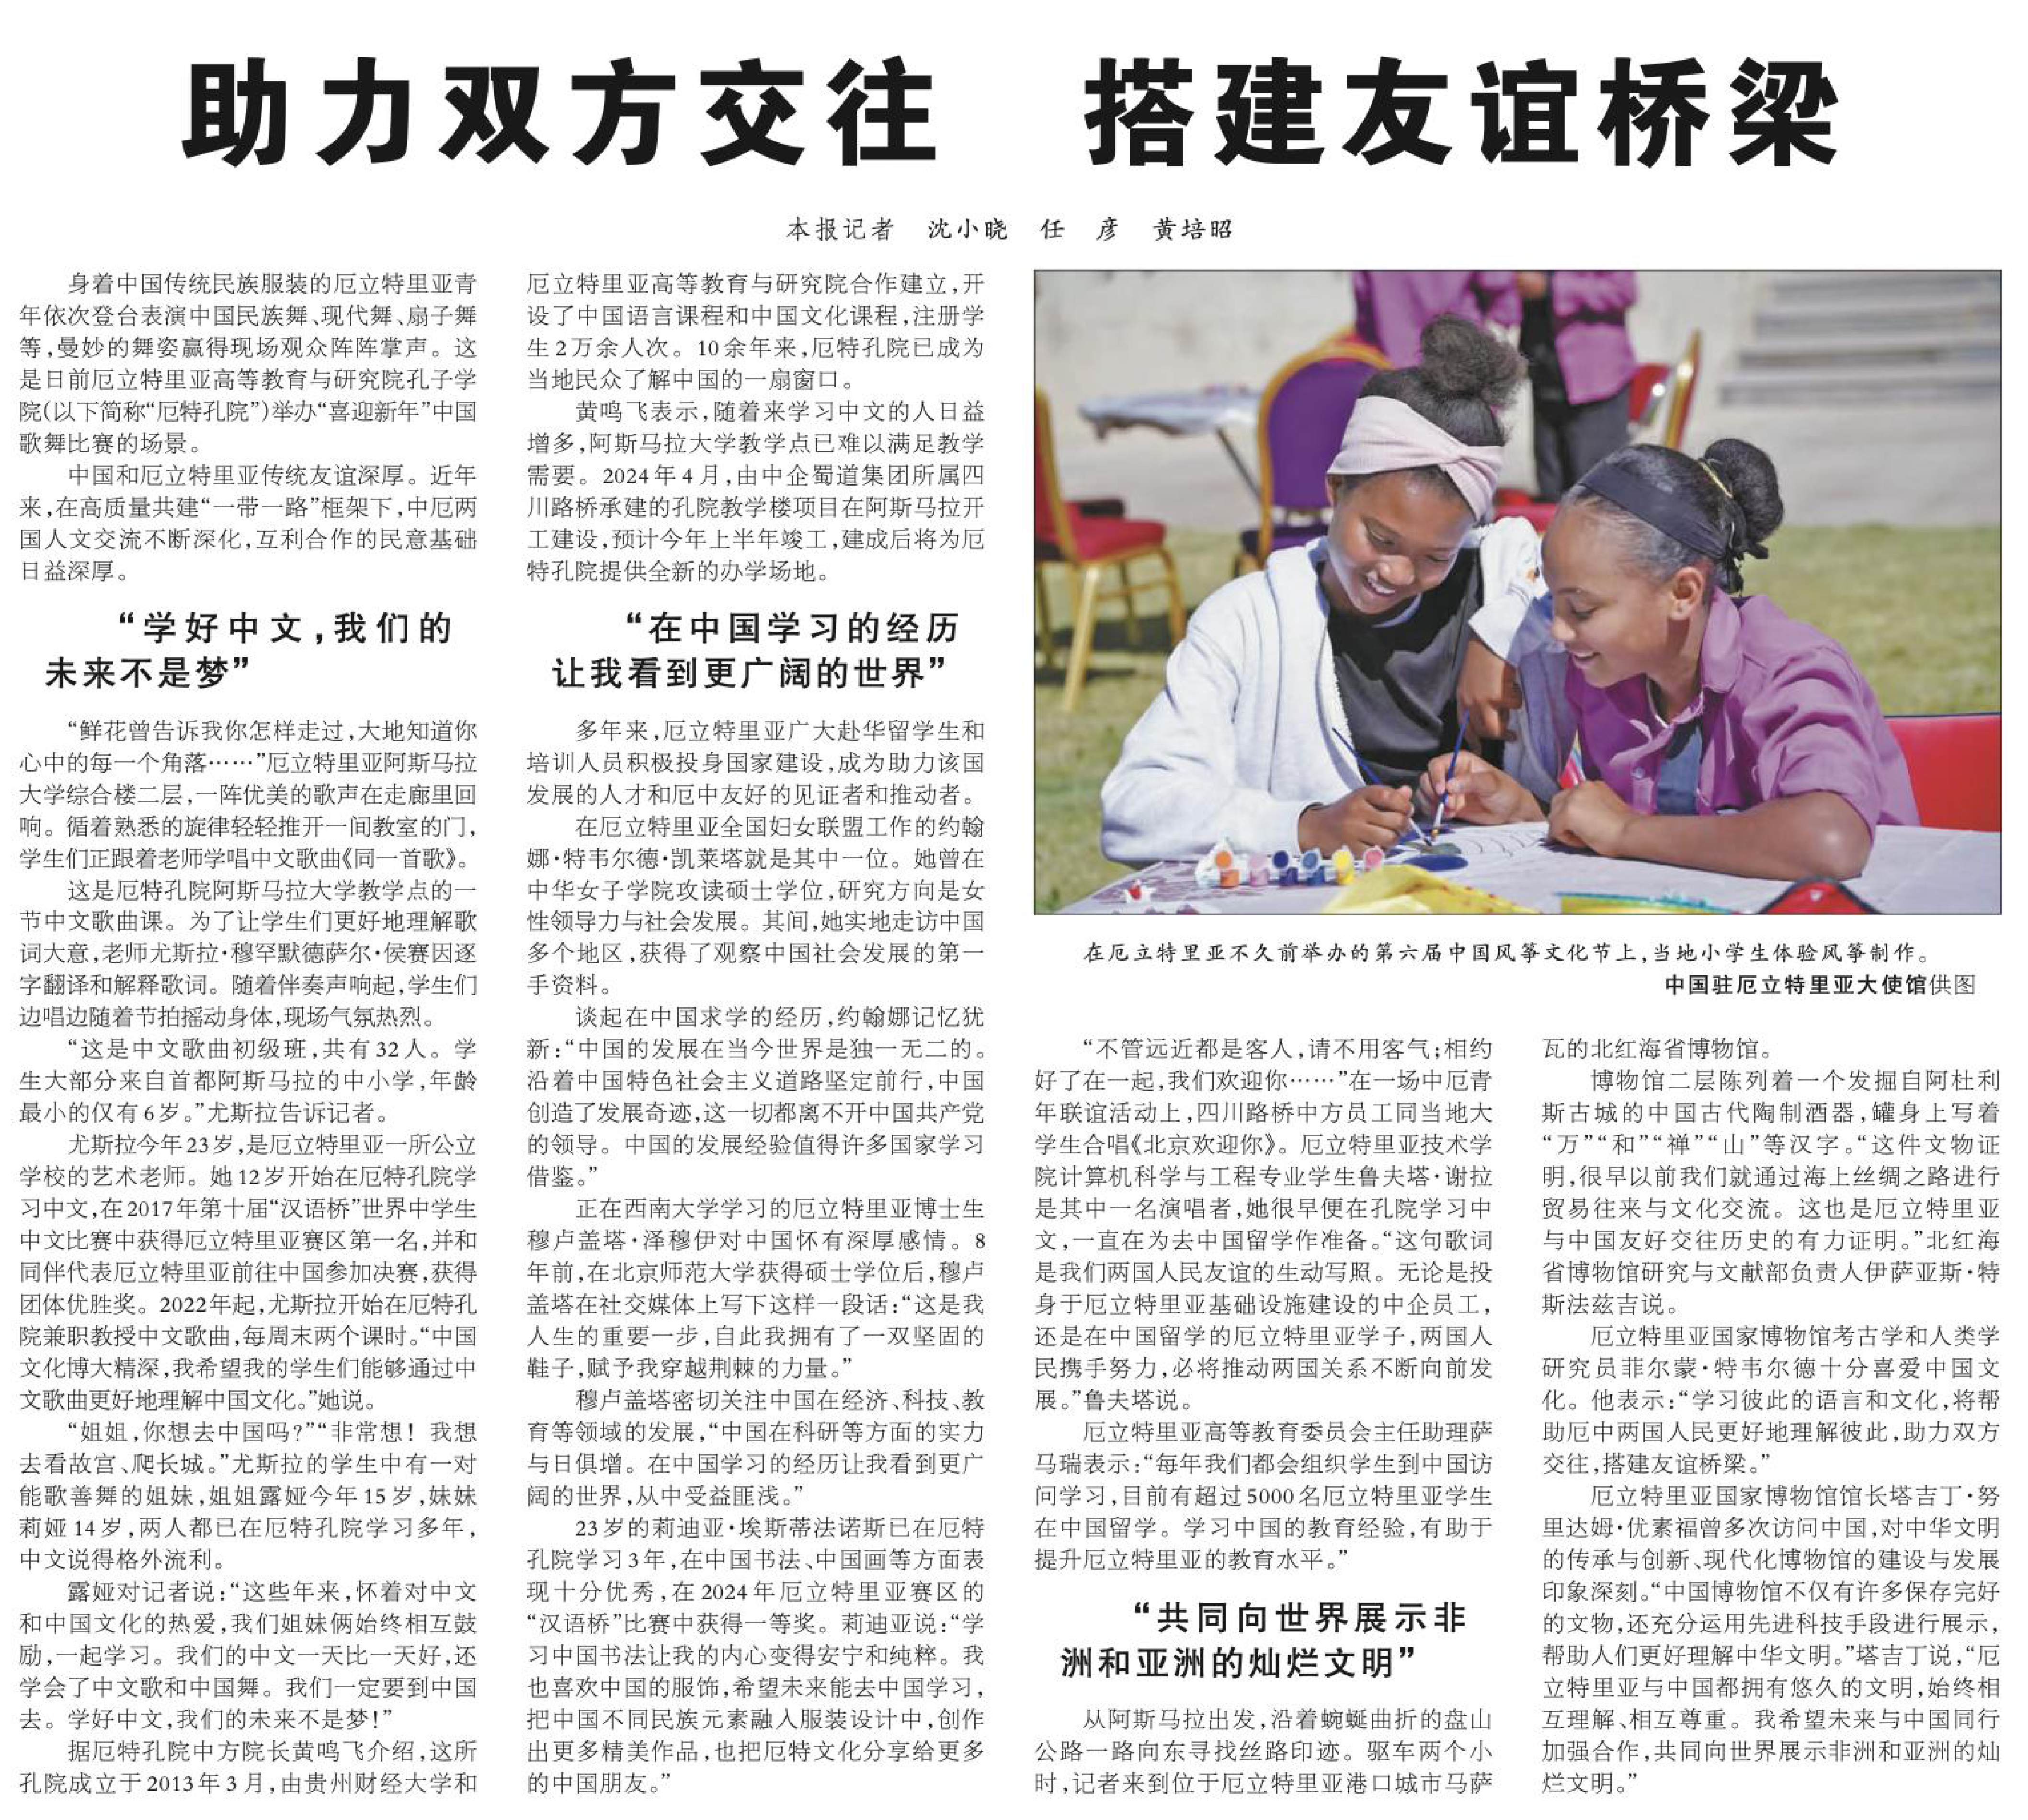 助力双方交往　搭建友谊桥梁
本报记者　沈小晓　任　彦　黄培昭
身着中国传统民族服装的厄立特里亚青
年依次登台表演中国民族舞、现代舞、扇子舞
等，曼妙的舞姿赢得现场观众阵阵掌声。这
是日前厄立特里亚高等教育与研究院孔子学
院（以下简称“厄特孔院”）举办“喜迎新年”中国
歌舞比赛的场景。
中国和厄立特里亚传统友谊深厚。近年
来，在高质量共建“一带一路”框架下，中厄两
国人文交流不断深化，互利合作的民意基础
日益深厚。
“学好中文，我们的
未来不是梦”
“鲜花曾告诉我你怎样走过，大地知道你
心中的每一个角落……”厄立特里亚阿斯马拉
大学综合楼二层，一阵优美的歌声在走廊里回
响。循着熟悉的旋律轻轻推开一间教室的门，
学生们正跟着老师学唱中文歌曲《同一首歌》。
这是厄特孔院阿斯马拉大学教学点的一
节中文歌曲课。为了让学生们更好地理解歌
词大意，老师尤斯拉·穆罕默德萨尔·侯赛因逐
字翻译和解释歌词。随着伴奏声响起，学生们
边唱边随着节拍摇动身体，现场气氛热烈。
“这是中文歌曲初级班，共有32人。学
生大部分来自首都阿斯马拉的中小学，年龄
最小的仅有6岁。”尤斯拉告诉记者。
尤斯拉今年23岁，是厄立特里亚一所公立
学校的艺术老师。她12岁开始在厄特孔院学
习中文，在2017年第十届“汉语桥”世界中学生
中文比赛中获得厄立特里亚赛区第一名，并和
同伴代表厄立特里亚前往中国参加决赛，获得
团体优胜奖。2022年起，尤斯拉开始在厄特孔
院兼职教授中文歌曲，每周末两个课时。“中国
文化博大精深，我希望我的学生们能够通过中
文歌曲更好地理解中国文化。”她说。
“姐姐，你想去中国吗？”“非常想！我想
去看故宫、爬长城。”尤斯拉的学生中有一对
能歌善舞的姐妹，姐姐露娅今年15岁，妹妹
莉娅14岁，两人都已在厄特孔院学习多年，
中文说得格外流利。
露娅对记者说：“这些年来，怀着对中文
和中国文化的热爱，我们姐妹俩始终相互鼓
励，一起学习。我们的中文一天比一天好，还
学会了中文歌和中国舞。我们一定要到中国
去。学好中文，我们的未来不是梦！”
据厄特孔院中方院长黄鸣飞介绍，这所
孔院成立于2013年3月，由贵州财经大学和
厄立特里亚高等教育与研究院合作建立，开
设了中国语言课程和中国文化课程，注册学
生2万余人次。10余年来，厄特孔院已成为
当地民众了解中国的一扇窗口。
黄鸣飞表示，随着来学习中文的人日益
增多，阿斯马拉大学教学点已难以满足教学
需要。2024年4月，由中企蜀道集团所属四
川路桥承建的孔院教学楼项目在阿斯马拉开
工建设，预计今年上半年竣工，建成后将为厄
特孔院提供全新的办学场地。
“在中国学习的经历
让我看到更广阔的世界”
多年来，厄立特里亚广大赴华留学生和
培训人员积极投身国家建设，成为助力该国
发展的人才和厄中友好的见证者和推动者。
在厄立特里亚全国妇女联盟工作的约翰
娜·特韦尔德·凯莱塔就是其中一位。她曾在
中华女子学院攻读硕士学位，研究方向是女
性领导力与社会发展。其间，她实地走访中国
多个地区，获得了观察中国社会发展的第一
手资料。
谈起在中国求学的经历，约翰娜记忆犹
新：“中国的发展在当今世界是独一无二的。
沿着中国特色社会主义道路坚定前行，中国
创造了发展奇迹，这一切都离不开中国共产党
的领导。中国的发展经验值得许多国家学习
借鉴。”
正在西南大学学习的厄立特里亚博士生
穆卢盖塔·泽穆伊对中国怀有深厚感情。8
年前，在北京师范大学获得硕士学位后，穆卢
盖塔在社交媒体上写下这样一段话：“这是我
人生的重要一步，自此我拥有了一双坚固的
鞋子，赋予我穿越荆棘的力量。”
穆卢盖塔密切关注中国在经济、科技、教
育等领域的发展，“中国在科研等方面的实力
与日俱增。在中国学习的经历让我看到更广
阔的世界，从中受益匪浅。”
23岁的莉迪亚·埃斯蒂法诺斯已在厄特
孔院学习3年，在中国书法、中国画等方面表
现十分优秀，在2024年厄立特里亚赛区的
“汉语桥”比赛中获得一等奖。莉迪亚说：“学
习中国书法让我的内心变得安宁和纯粹。我
也喜欢中国的服饰，希望未来能去中国学习，
把中国不同民族元素融入服装设计中，创作
出更多精美作品，也把厄特文化分享给更多
的中国朋友。”
在厄立特里亚不久前举办的第六届中国风筝文化节上，当地小学生体验风筝制作。
中国驻厄立特里亚大使馆供图
“不管远近都是客人，请不用客气；相约
好了在一起，我们欢迎你……”在一场中厄青
年联谊活动上，四川路桥中方员工同当地大
学生合唱《北京欢迎你》。厄立特里亚技术学
院计算机科学与工程专业学生鲁夫塔·谢拉
是其中一名演唱者，她很早便在孔院学习中
文，一直在为去中国留学作准备。“这句歌词
是我们两国人民友谊的生动写照。无论是投
身于厄立特里亚基础设施建设的中企员工，
还是在中国留学的厄立特里亚学子，两国人
民携手努力，必将推动两国关系不断向前发
展。”鲁夫塔说。
厄立特里亚高等教育委员会主任助理萨
马瑞表示：“每年我们都会组织学生到中国访
问学习，目前有超过5000名厄立特里亚学生
在中国留学。学习中国的教育经验，有助于
提升厄立特里亚的教育水平。”
“共同向世界展示非
洲和亚洲的灿烂文明”
从阿斯马拉出发，沿着蜿蜒曲折的盘山
公路一路向东寻找丝路印迹。驱车两个小
时，记者来到位于厄立特里亚港口城市马萨
瓦的北红海省博物馆。
博物馆二层陈列着一个发掘自阿杜利
斯古城的中国古代陶制酒器，罐身上写着
“万”“和”“禅”“山”等汉字。“这件文物证
明，很早以前我们就通过海上丝绸之路进行
贸易往来与文化交流。这也是厄立特里亚
与中国友好交往历史的有力证明。”北红海
省博物馆研究与文献部负责人伊萨亚斯·特
斯法兹吉说。
厄立特里亚国家博物馆考古学和人类学
研究员菲尔蒙·特韦尔德十分喜爱中国文
化。他表示：“学习彼此的语言和文化，将帮
助厄中两国人民更好地理解彼此，助力双方
交往，搭建友谊桥梁。”
厄立特里亚国家博物馆馆长塔吉丁·努
里达姆·优素福曾多次访问中国，对中华文明
的传承与创新、现代化博物馆的建设与发展
印象深刻。“中国博物馆不仅有许多保存完好
的文物，还充分运用先进科技手段进行展示，
帮助人们更好理解中华文明。”塔吉丁说，“厄
立特里亚与中国都拥有悠久的文明，始终相
互理解、相互尊重。我希望未来与中国同行
加强合作，共同向世界展示非洲和亚洲的灿
烂文明。”